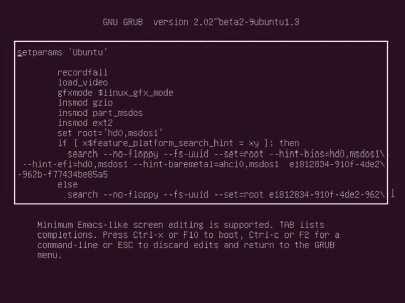 GNU GRUB  version 2.02~beta2-9ubuntu1.3
setparams 'Ubuntu'
recordfail
load_video
gfxmode $linux_gfx_mode
insmod gzio
insmod part_msdos
insmod ext2
set root='hd0,msdos1'
if [ x$feature_platform_search_hint = xy ]; then
search --no-floppy --fs-uuid --set=root --hint-bios=hd0,msdos1\
--hint-efi=hd0,msdos1 --hint-baremetal=ahci0,msdos1  e1812834-910f-4de2-962\
-962b-f77434be85a5
else
search --no-floppy --fs-uuid --set=root e1812834-910f-4de2-962\
Minimum Emacs-like screen editing is supported. TAB lists
completions. Press Ctrl-x or F10 to boot, Ctrl-c or F2 for a
command-line or ESC to discard edits and return to the GRUB
menu.